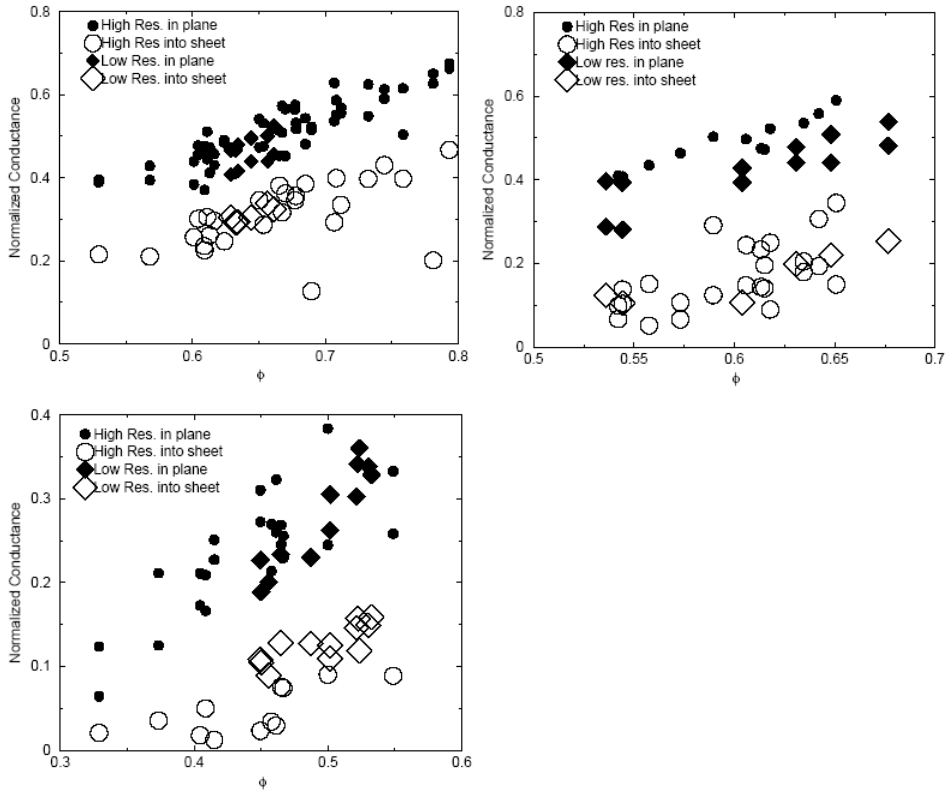 0.8
0.6
0.4
0.2
0
Normalized Conductance
High Res. in plane
High Res into sheet
Low Res. in plane
Low Res. into sheet
0.5 0.6 0.7 0.8
ϕ
0.8
0.6
0.4
0.2
0
Normalized Conductance
High Res. in plane
High Res into sheet
Low res. in plane
Low Res. into sheet
0.5 0.55 0.6 0.65 0.7
ϕ
0.4
0.3
0.2
0.1
0
Normalized Conductance
High Res. in plane
High Res. into sheet
Low Res. in plane
Low Res. into sheet
0.3 0.4 0.5 0.6
ϕ